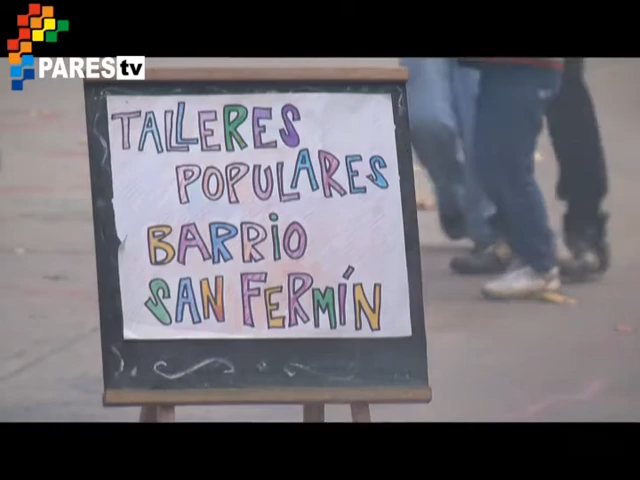 PARES tv
TALLERES
POPULARES
BARRIO
SAN FERMÍN